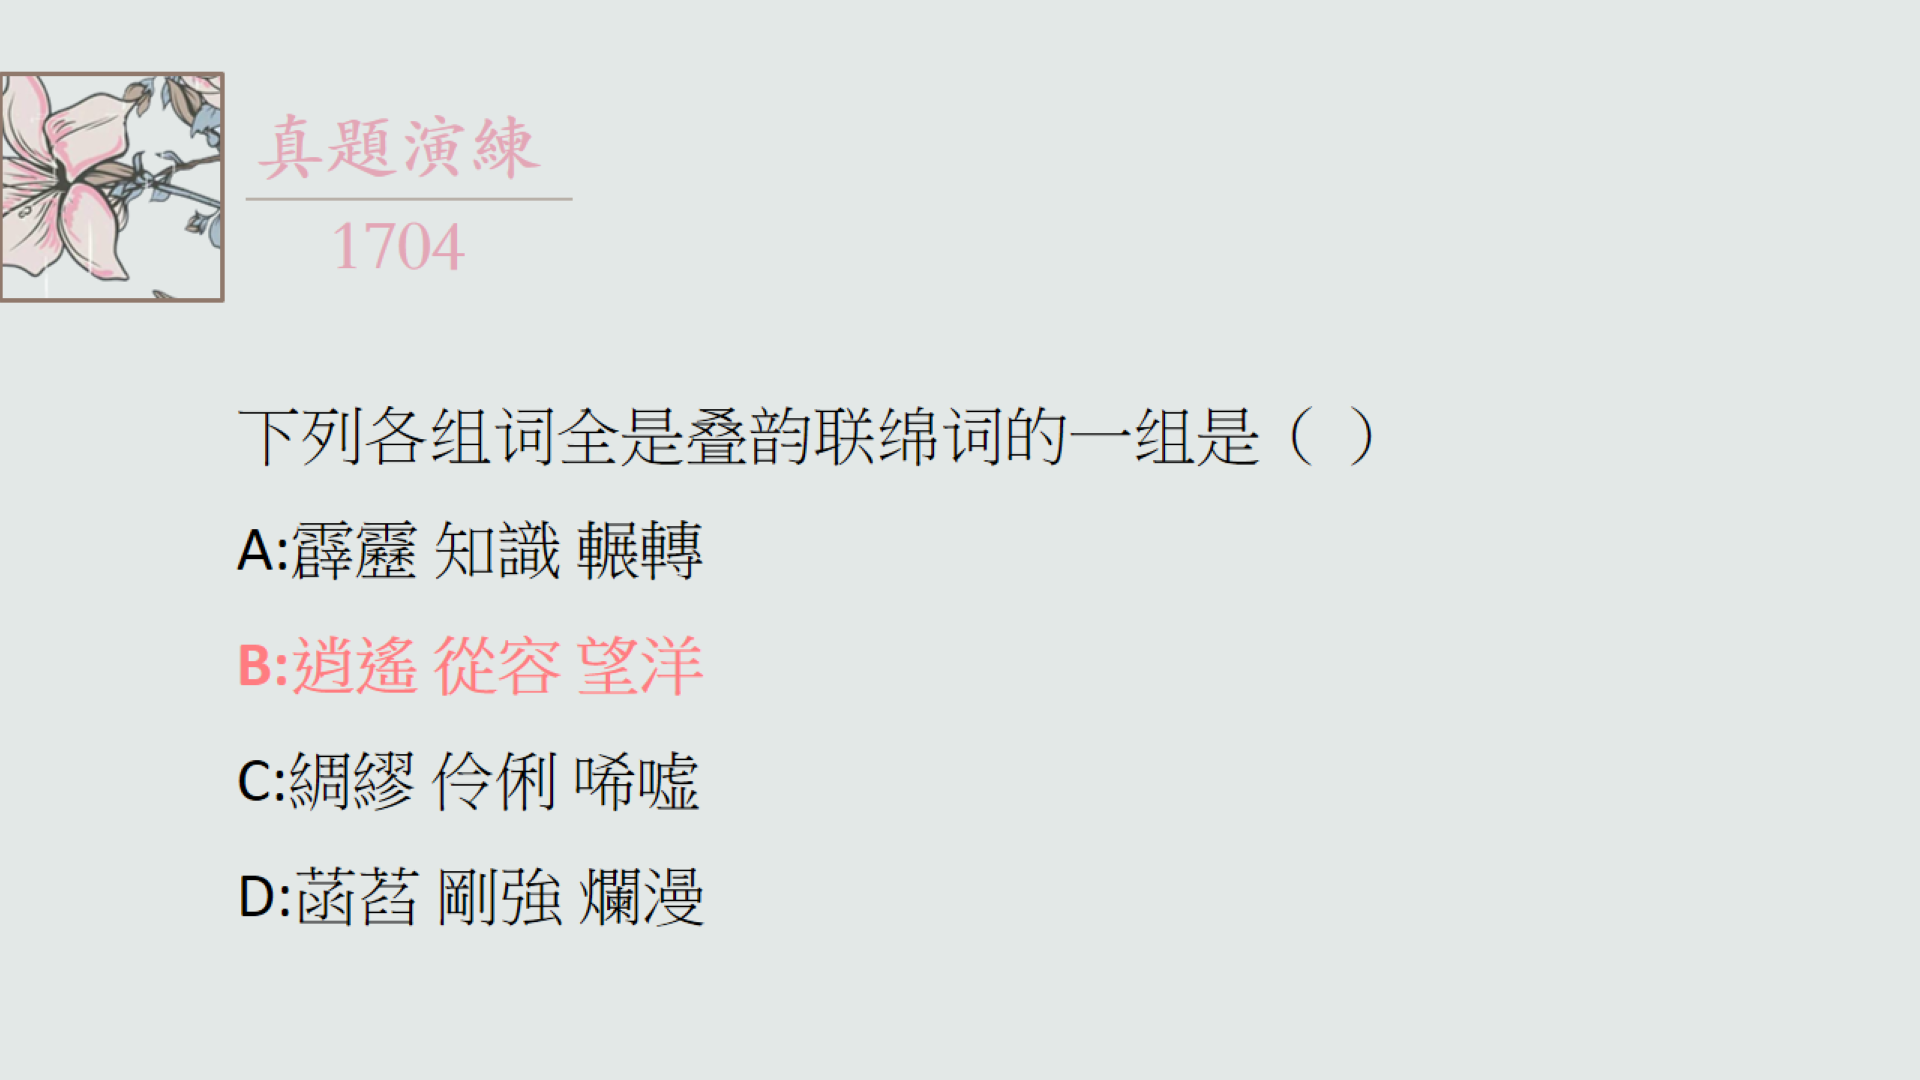 真題演練
1704
下列各组词全是叠韵联绵词的一组是（ ）
A:霹靂 知識 輾轉
B:逍遙 從容 望洋
C:綢繆 伶俐 唏嘘
D:菡萏 剛強 爛漫